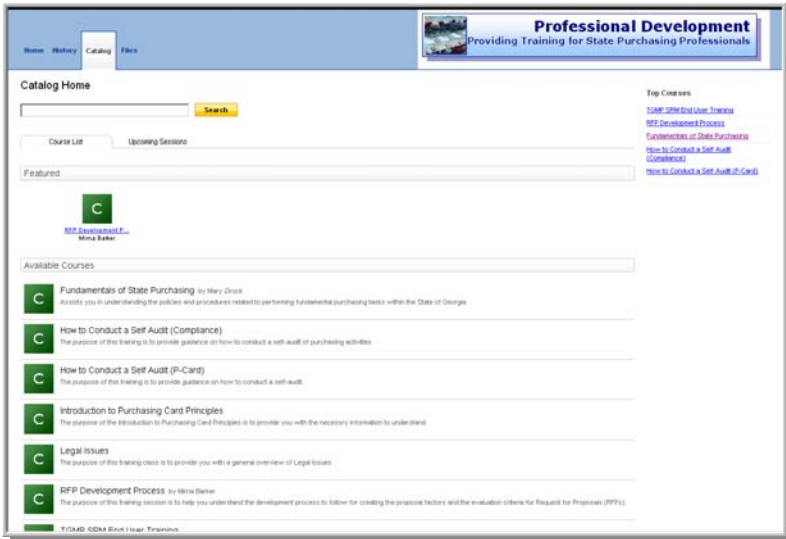 Professional Development
Providing Training for State Purchasing Professionals
Home History Catalog Files
Catalog Home
Search
Course List Upcoming Sessions
Featured
C
RFP Development P...
Mirna Barker
Available Courses
C
Fundamentals of State Purchasing by Mary
Assists you in understanding the policies and procedures related to performing fundamental purchasing tasks within the State of Georgia
C
How to Conduct a Self Audit (Compliance)
The purpose of this training is to provide guidance on how to conduct a self-audit of purchasing activities
C
How to Conduct a Self Audit (P-Card)
The purpose of this training is to provide guidance on how to conduct a self-audit.
C
Introduction to Purchasing Card Principles
The purpose of the Introduction to Purchasing Card Principles is to provide you with the necessary information to understand
C
Legal Issues
The purpose of this training class is to provide you with a general overview of Legal Issues
C
RFP Development Process by Mirna Barker
The purpose of this training session is to help you understand the development process to follow for creating the proposal factors and the evaluation criteria for Request for Proposals (RFPs).
TGMP SRM End User Training
Top Courses
TGMP SRM End User Training
RFP Development Process
Fundamentals of State Purchasing
How to Conduct a Self Audit
(Compliance)
How to Conduct a Self Audit (P-Card)